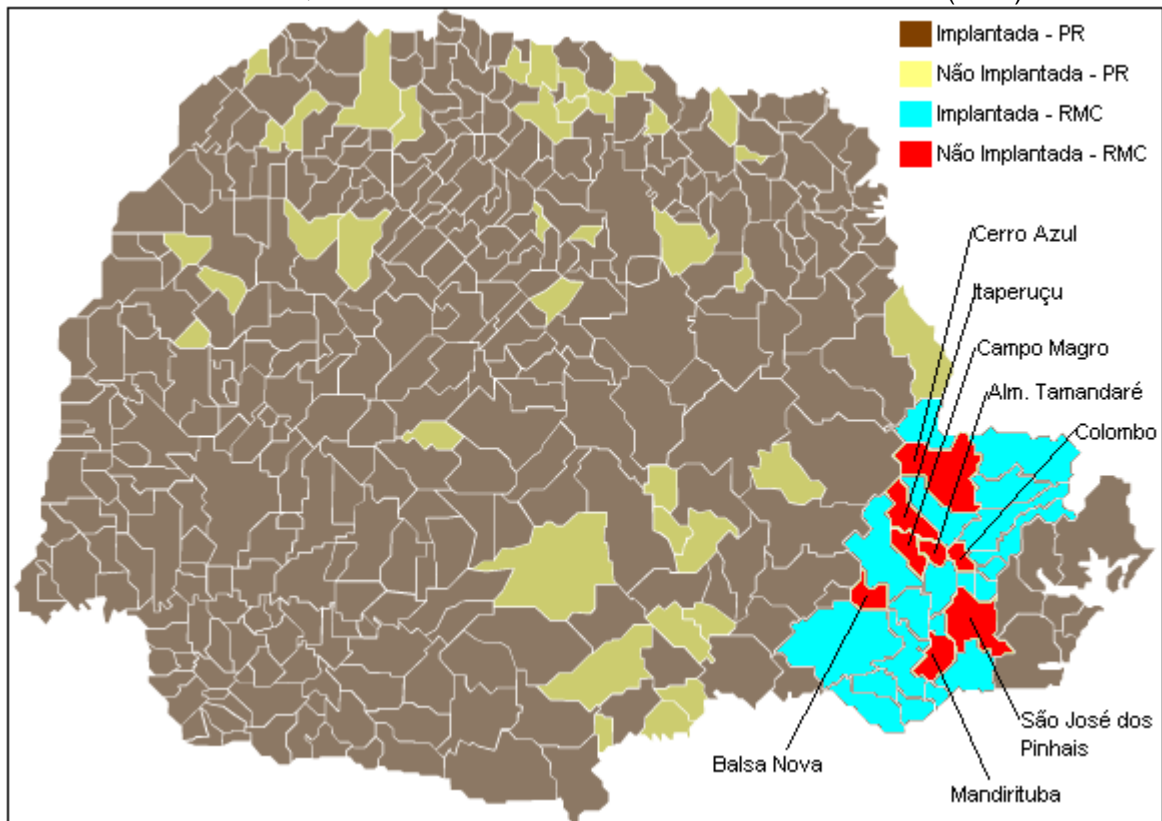 Implantada - PR
Não Implantada - PR
Implantada - RMC
Não Implantada - RMC
Cerro Azul
Itaperuçu
Campo Magro
Alm. Tamandaré
Colombo
São José dos
Pinhais
Balsa Nova
Mandirituba